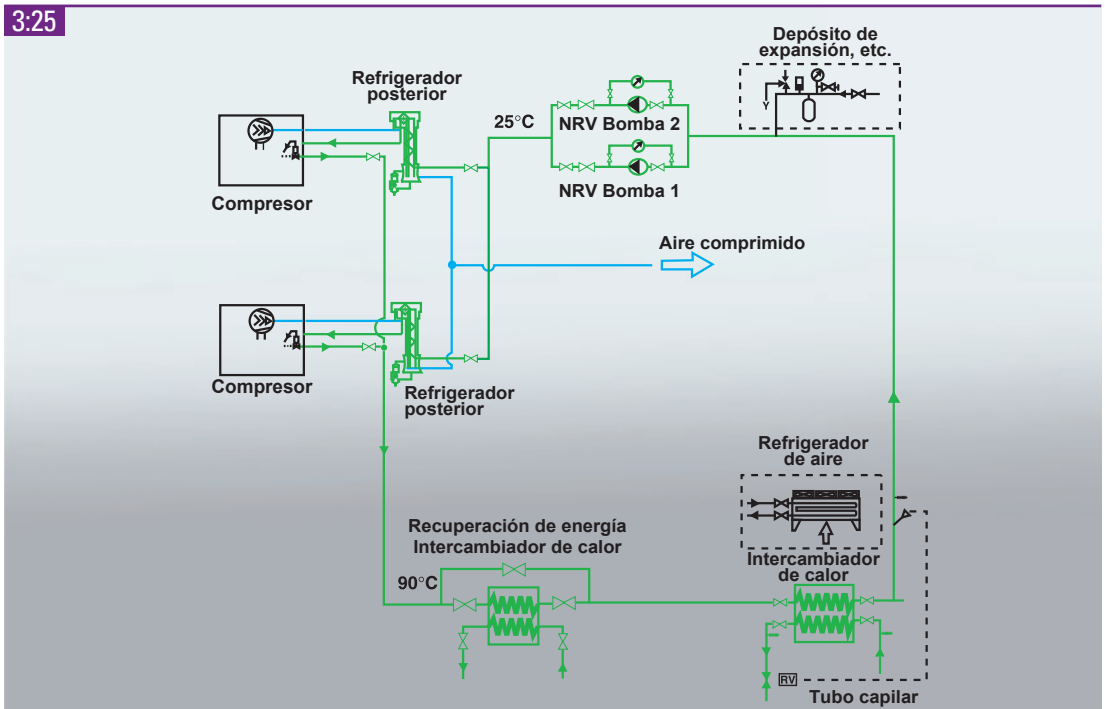 3:25
Depósito de
expansión, etc.
Refrigerador
posterior
25°C
NRV Bomba 2
Y
Compresor
NRV Bomba 1
Aire comprimido
Compresor
Refrigerador
posterior
Refrigerador
de aire
Recuperación de energía
Intercambiador de calor
Intercambiador
de calor
90°C
RV
Tubo capilar